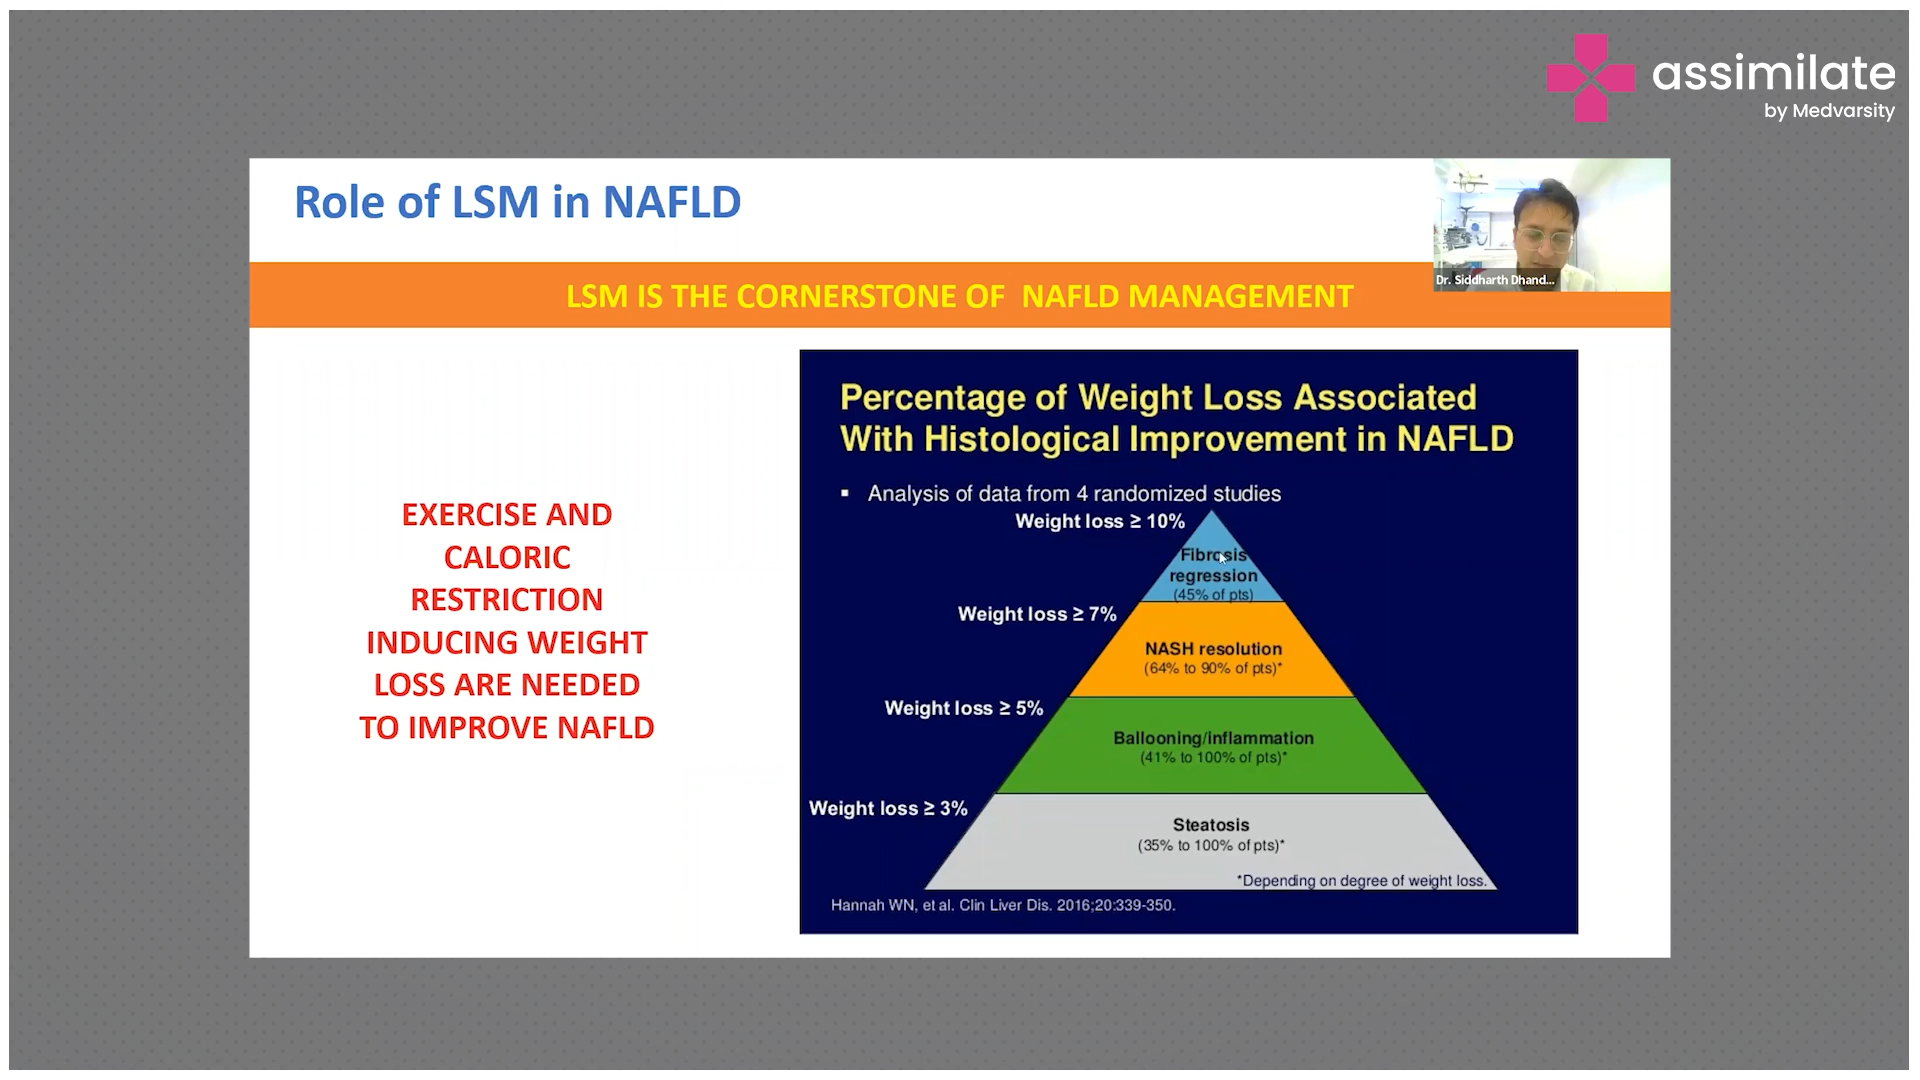 assimilate
by Medvarsity
Role of LSM in NAFLD
Dr. Siddharth Dhand...
LSM IS THE CORNERSTONE OF NAFLD MANAGEMENT
EXERCISE AND
CALORIC
RESTRICTION
INDUCING WEIGHT
LOSS ARE NEEDED
TO IMPROVE NAFLD
Percentage of Weight Loss Associated
With Histological Improvement in NAFLD
▪ Analysis of data from 4 randomized studies
Weight loss ≥ 10%
Fibrosis
regression
(45% of pts)
Weight loss ≥ 7%
NASH resolution
(64% to 90% of pts)*
Weight loss ≥ 5%
Ballooning/inflammation
(41% to 100% of pts)*
Weight loss ≥ 3%
Steatosis
(35% to 100% of pts)*
*Depending on degree of weight loss.
Hannah WN, et al. Clin Liver Dis. 2016;20:339-350.